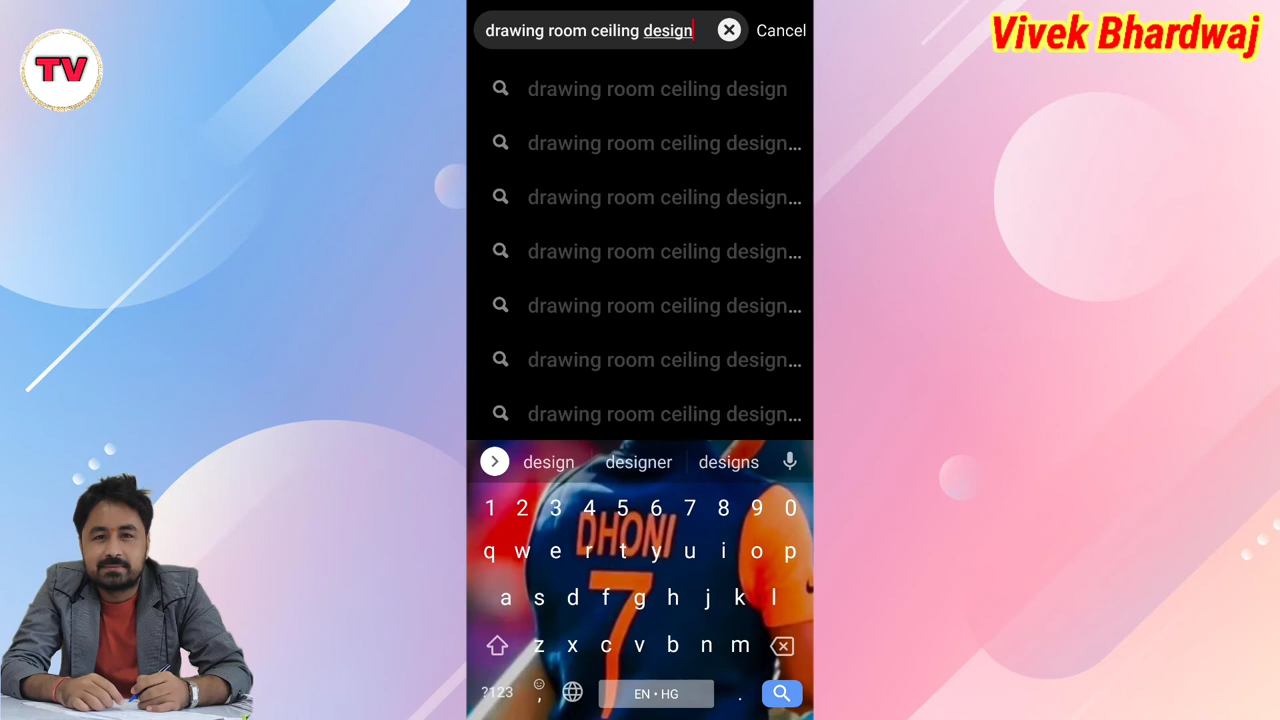 TV
Vivek Bhardwaj
drawing room ceiling design
Cancel
drawing room ceiling design
drawing room ceiling design...
drawing room ceiling design...
drawing room ceiling design...
drawing room ceiling design...
drawing room ceiling design...
drawing room ceiling design...
design designer designs
DHONI
7
1 2 3 4 5 6 7 8 9 0
q w e r t y u i o p
a s d f g h j k l
z x c v b n m
?123 , EN • HG .